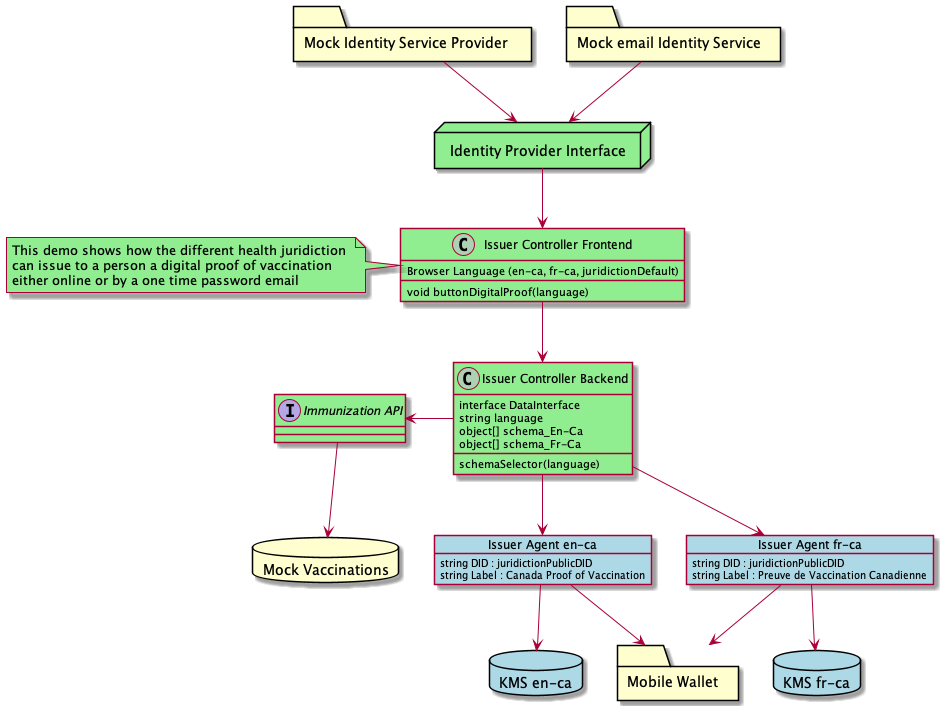 Mock Identity Service Provider
Mock email Identity Service
Identity Provider Interface
This demo shows how the different health juridiction
can issue to a person a digital proof of vaccination
either online or by a one time password email
C Issuer Controller Frontend
Browser Language (en-ca, fr-ca, juridictionDefault)
void buttonDigitalProof(language)
C Issuer Controller Backend
interface DataInterface
string language
object[] schema_En-Ca
object[] schema_Fr-Ca
schemaSelector(language)
I Immunization API
Mock Vaccinations
Issuer Agent en-ca
string DID : juridictionPublicDID
string Label : Canada Proof of Vaccination
Issuer Agent fr-ca
string DID : juridictionPublicDID
string Label : Preuve de Vaccination Canadienne
KMS en-ca
Mobile Wallet
KMS fr-ca